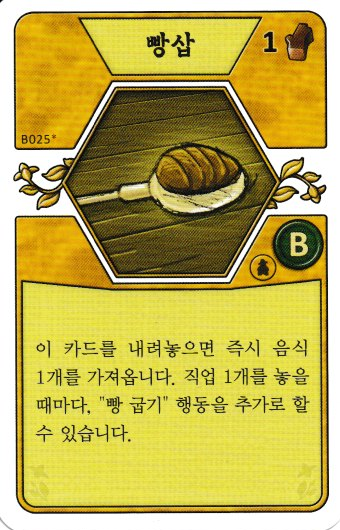 빵삽
1
B025*
B
이 카드를 내려놓으면 즉시 음식
1개를 가져옵니다. 직업 1개를 놓을
때마다, "빵 굽기" 행동을 추가로 할
수 있습니다.